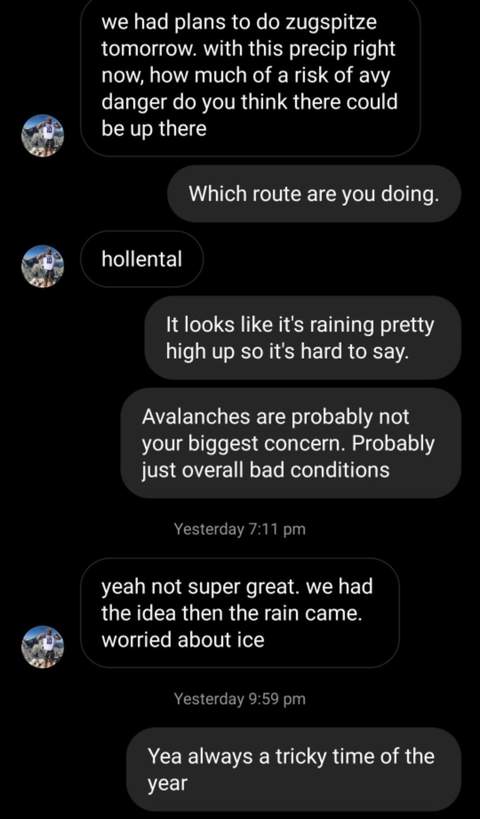 we had plans to do zugspitze
tomorrow. with this precip right
now, how much of a risk of avy
danger do you think there could
be up there
Which route are you doing.
hollental
It looks like it's raining pretty
high up so it's hard to say.
Avalanches are probably not
your biggest concern. Probably
just overall bad conditions
Yesterday 7:11 pm
yeah not super great. we had
the idea then the rain came.
worried about ice
Yesterday 9:59 pm
Yea always a tricky time of the
year